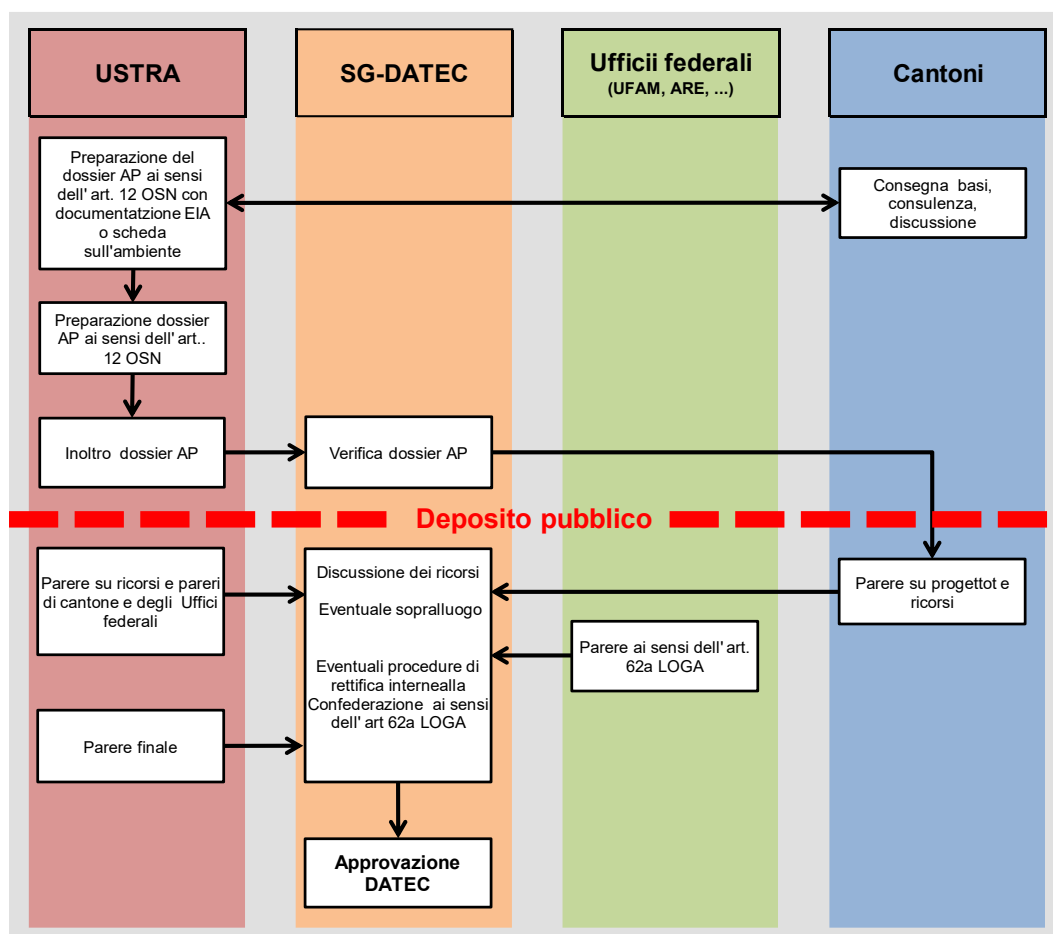 USTRA
SG-DATEC
Ufficii federali
(UFAM, ARE, ...)
Cantoni
Preparazione del
dossier AP ai sensi
dell' art. 12 OSN con
documentatzione EIA
o scheda
sull'ambiente
Consegna basi,
consulenza,
discussione
Preparazione dossier
AP ai sensi dell' art..
12 OSN
Inoltro dossier AP
Verifica dossier AP
Deposito pubblico
Parere su ricorsi e pareri
di cantone e degli Uffici
federali
Discussione dei ricorsi
Eventuale sopralluogo
Eventuali procedure di
rettifica internealla
Confederazione ai sensi
dell' art 62a LOGA
Parere ai sensi dell' art.
62a LOGA
Parere su progettot e
ricorsi
Parere finale
Approvazione
DATEC